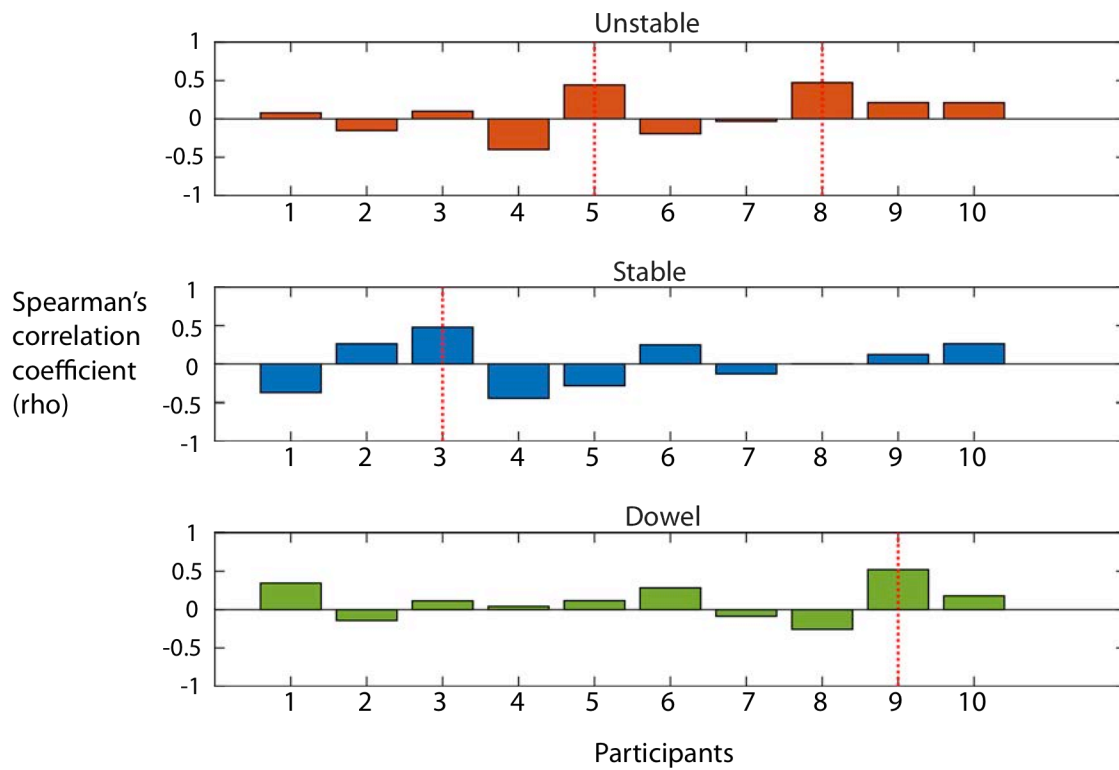 Unstable
1
0.5
0
-0.5
-1
1 2 3 4 5 6 7 8 9 10
Spearman's
correlation
coefficient
(rho)
Stable
1
0.5
0
-0.5
-1
1 2 3 4 5 6 7 8 9 10
Dowel
1
0.5
0
-0.5
-1
1 2 3 4 5 6 7 8 9 10
Participants